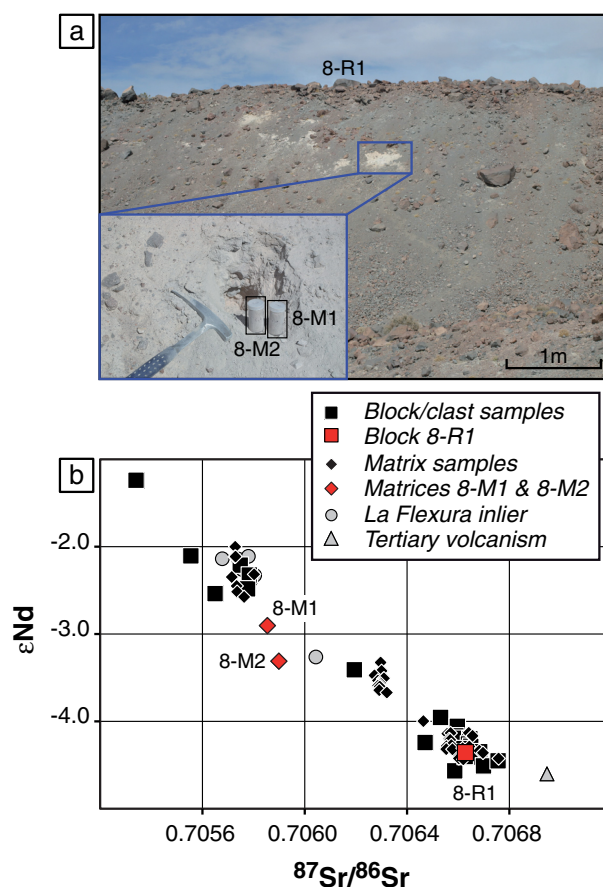 a
8-R1
8-M1
8-M2
1m
Block/clast samples
Block 8-R1
Matrix samples
Matrices 8-M1 & 8-M2
La Flexura inlier
Tertiary volcanism
b
-2.0
8-M1
-3.0
8-M2
εNd
-4.0
8-R1
0.7056 0.7060 0.7064 0.7068
⁸⁷Sr/⁸⁶Sr